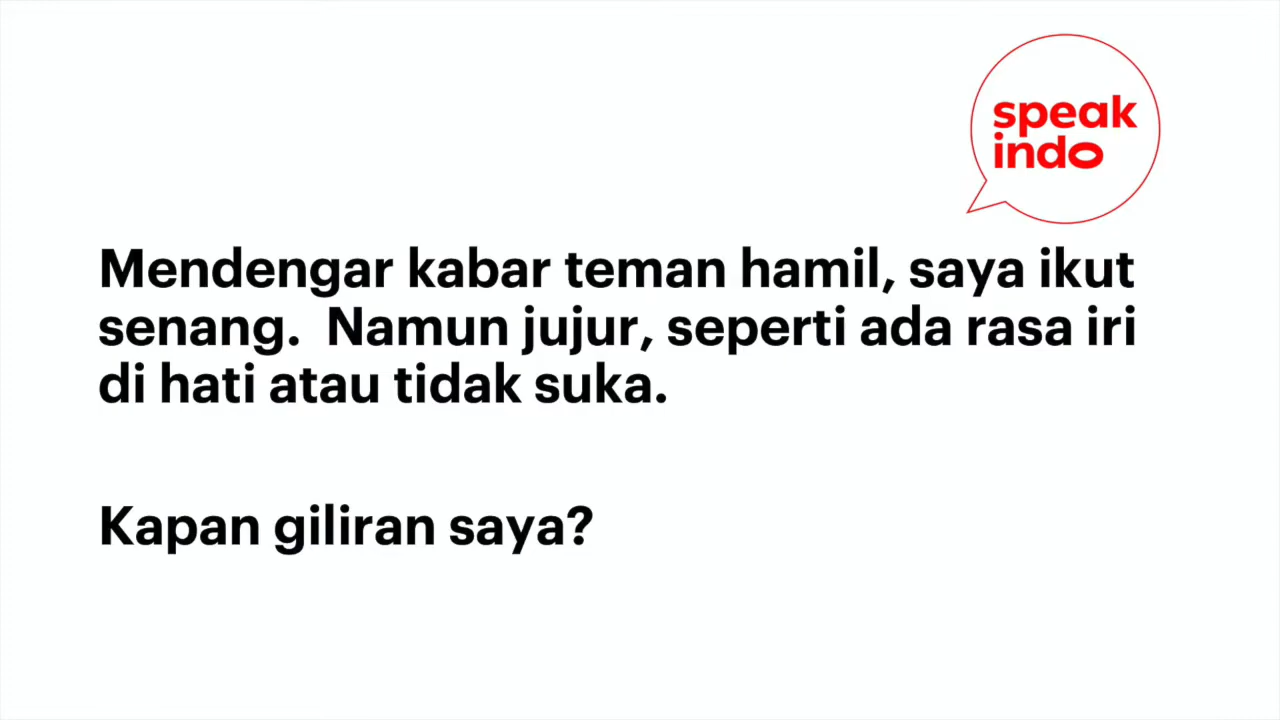 speak
indo
Mendengar kabar teman hamil, saya ikut
senang.  Namun jujur, seperti ada rasa iri
di hati atau tidak suka.
Kapan giliran saya?